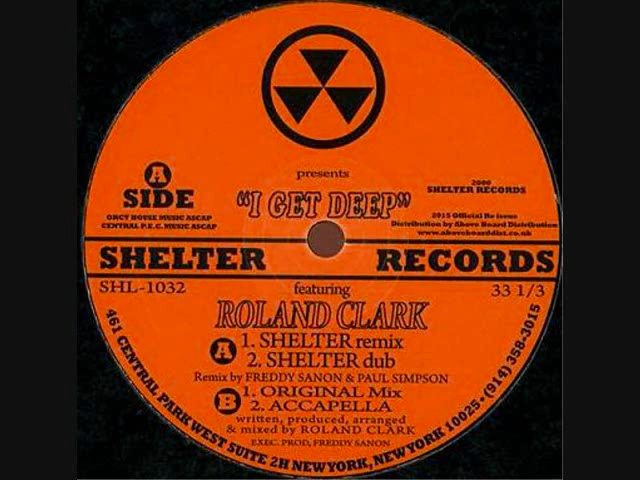 presents
"I GET DEEP"
A
SIDE
ORCY HOUSE MUSIC ASCAP
CENTRAL P.E.C. MUSIC ASCAP
2000
SHELTER RECORDS
2015 Official Re issue
Distribution by Above Board Distribution
www.aboveboarddist.co.uk
SHELTER RECORDS
SHL-1032
featuring
33 1/3
ROLAND CLARK
A
1. SHELTER remix
2. SHELTER dub
Remix by FREDDY SANON & PAUL SIMPSON
B
1. ORIGINAL Mix
2. ACCAPELLA
written, produced, arranged
& mixed by ROLAND CLARK
EXEC. PROD, FREDDY SANON
461 CENTRAL PARK WEST SUITE 2H NEW YORK, NEW YORK 10025 • (914) 358-3015